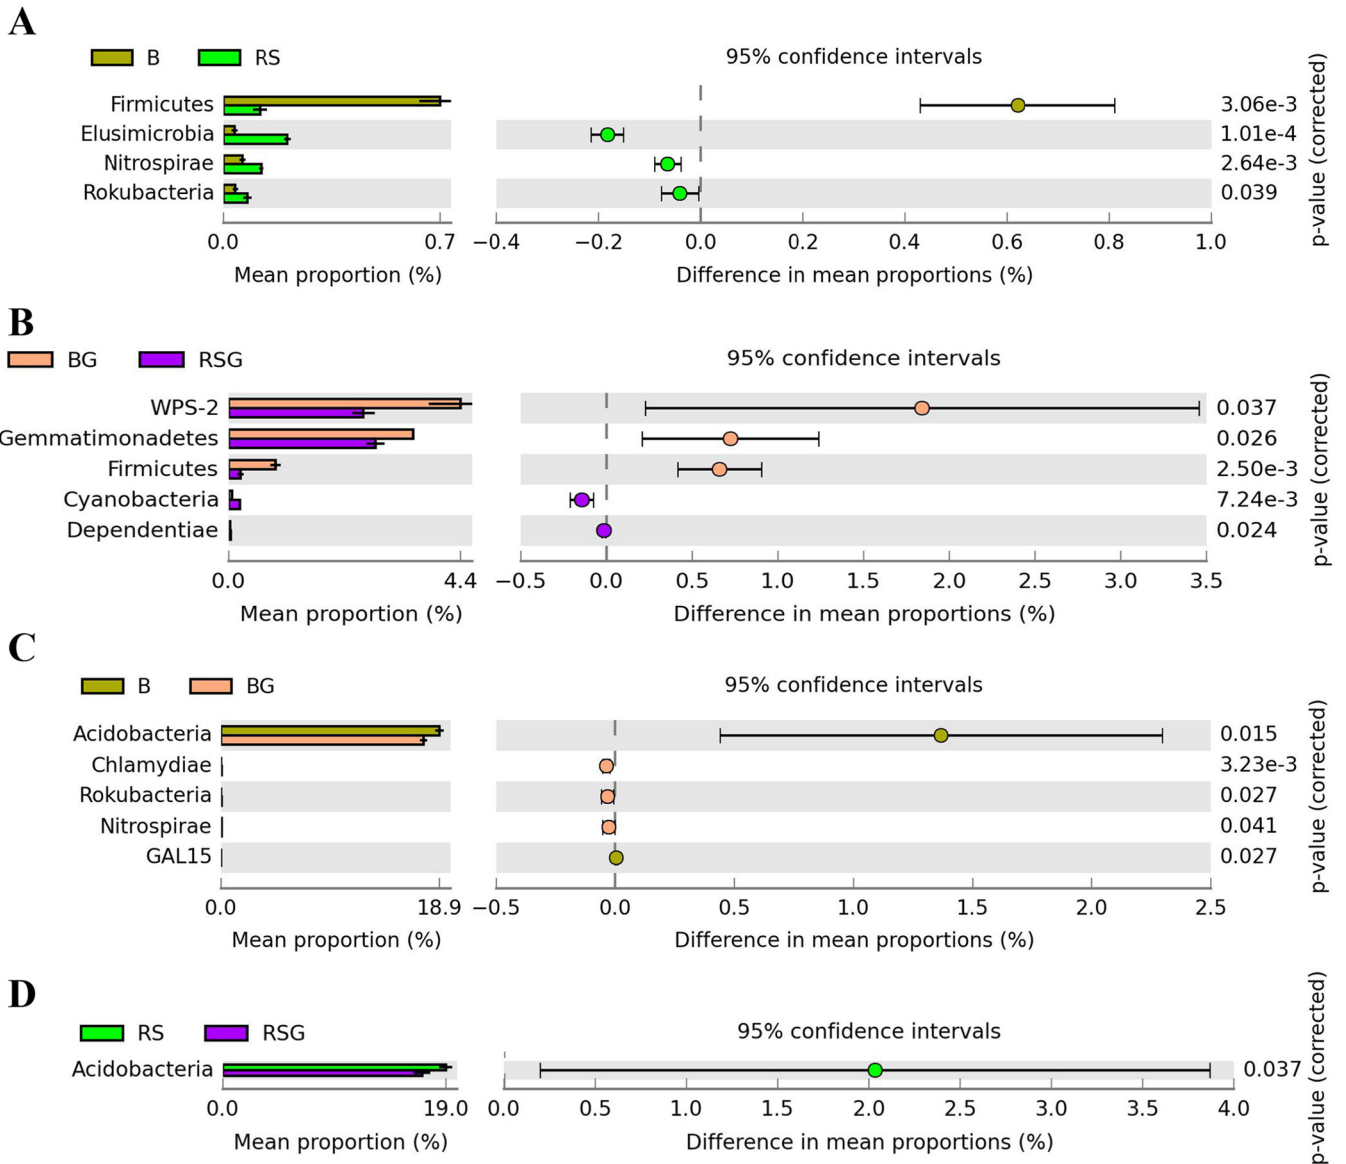 A
B RS 95% confidence intervals
Firmicutes 3.06e-3
Elusimicrobia 1.01e-4
Nitrospirae 2.64e-3
Rokubacteria 0.039
p-value (corrected)
0.0 0.7 −0.4 −0.2 0.0 0.2 0.4 0.6 0.8 1.0
Mean proportion (%) Difference in mean proportions (%)
B
BG RSG 95% confidence intervals
WPS-2 0.037
Gemmatimonadetes 0.026
Firmicutes 2.50e-3
Cyanobacteria 7.24e-3
Dependentiae 0.024
p-value (corrected)
0.0 4.4 −0.5 0.0 0.5 1.0 1.5 2.0 2.5 3.0 3.5
Mean proportion (%) Difference in mean proportions (%)
C
B BG 95% confidence intervals
Acidobacteria 0.015
Chlamydiae 3.23e-3
Rokubacteria 0.027
Nitrospirae 0.041
GAL15 0.027
p-value (corrected)
0.0 18.9 −0.5 0.0 0.5 1.0 1.5 2.0 2.5
Mean proportion (%) Difference in mean proportions (%)
D
RS RSG 95% confidence intervals
Acidobacteria 0.037
p-value (corrected)
0.0 19.0 0.0 0.5 1.0 1.5 2.0 2.5 3.0 3.5 4.0
Mean proportion (%) Difference in mean proportions (%)